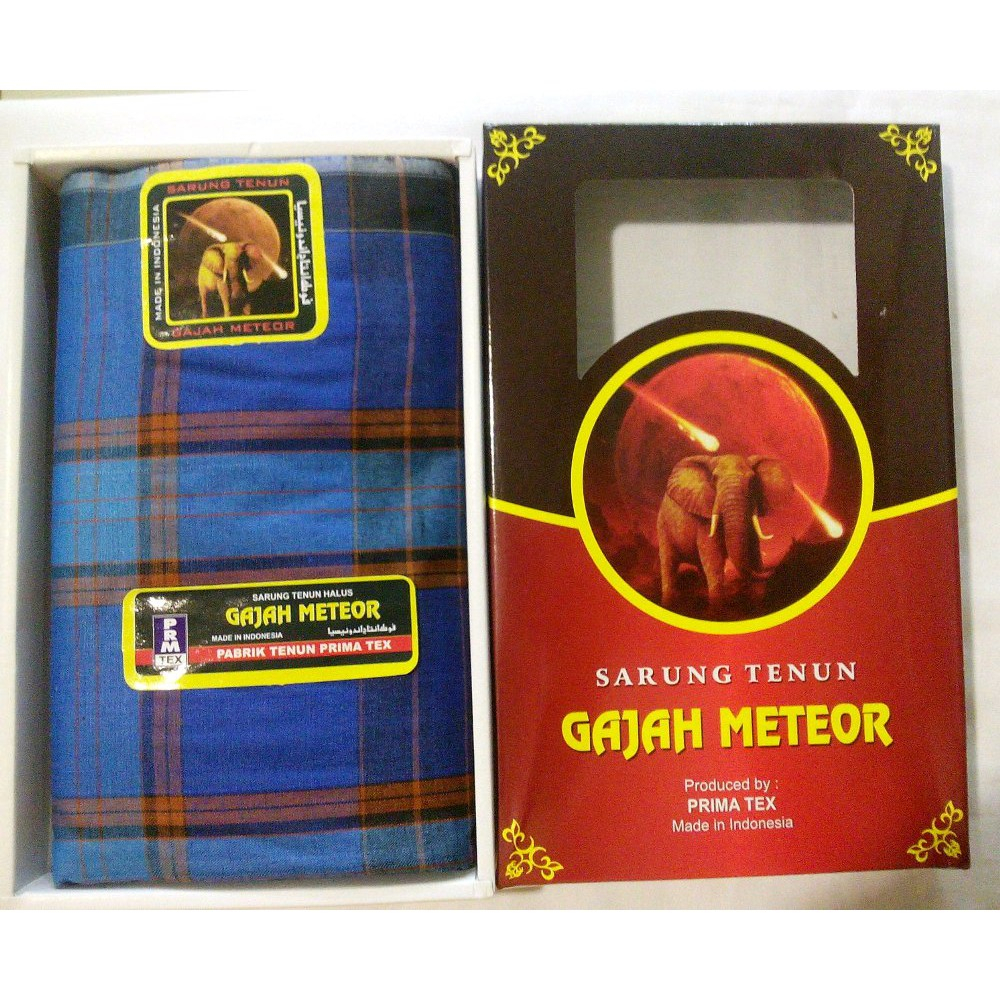 SARUNG TENUN
MADE IN INDONESIA
GAJAH METEOR
SARUNG TENUN HALUS
GAJAH METEOR
MADE IN INDONESIA
PRM
TEX
PABRIK TENUN PRIMA TEX
SARUNG TENUN
GAJAH METEOR
Produced by :
PRIMA TEX
Made in Indonesia